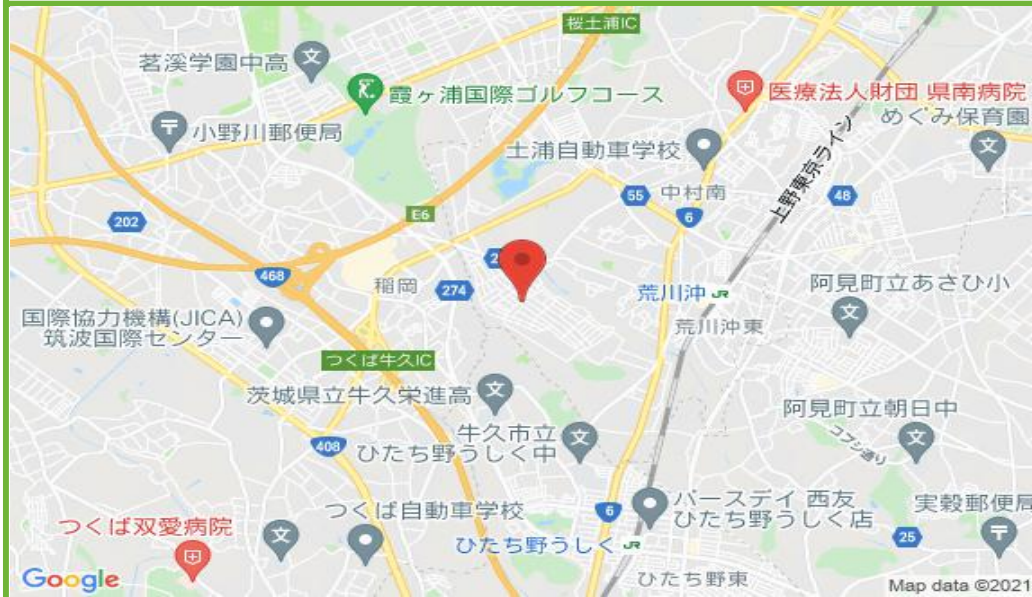 桜土浦IC
茗溪学園中高
霞ヶ浦国際ゴルフコース
医療法人財団 県南病院
小野川郵便局
めぐみ保育園
土浦自動車学校
上野東京ライン
中村南
55
48
6
202
E6
468
稲岡
274
荒川沖 JR
阿見町立あさひ小
国際協力機構(JICA)
筑波国際センター
荒川沖東
つくば牛久IC
茨城県立牛久栄進高
阿見町立朝日中
牛久市立
ひたち野うしく中
コブシ通り
408
バースデイ 西友
ひたち野うしく店
実穀郵便局
つくば自動車学校
6
つくば双愛病院
25
ひたち野うしく JR
ひたち野東
Google
Map data ©2021